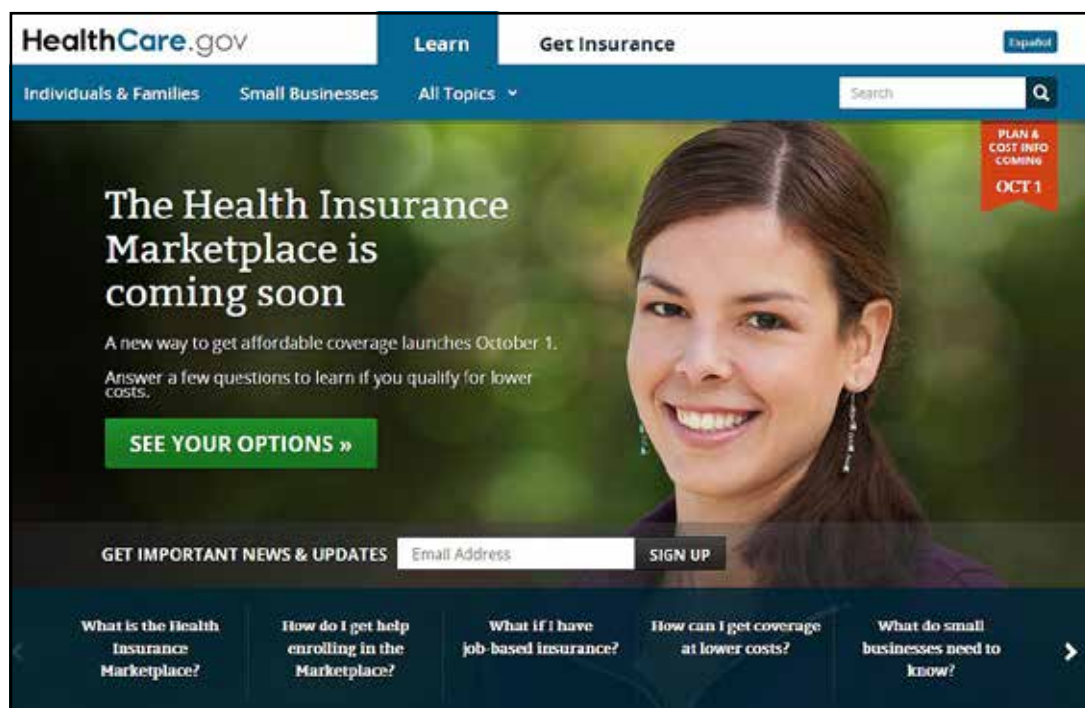 HealthCare.gov
Learn
Get Insurance
Español
Individuals & Families
Small Businesses
All Topics
Search
PLAN &
COST INFO
COMING
OCT 1
The Health Insurance
Marketplace is
coming soon
A new way to get affordable coverage launches October 1.
Answer a few questions to learn if you qualify for lower
costs.
SEE YOUR OPTIONS »
GET IMPORTANT NEWS & UPDATES
Email Address
SIGN UP
What is the Health
Insurance
Marketplace?
How do I get help
enrolling in the
Marketplace?
What if I have
job-based insurance?
How can I get coverage
at lower costs?
What do small
businesses need to
know?